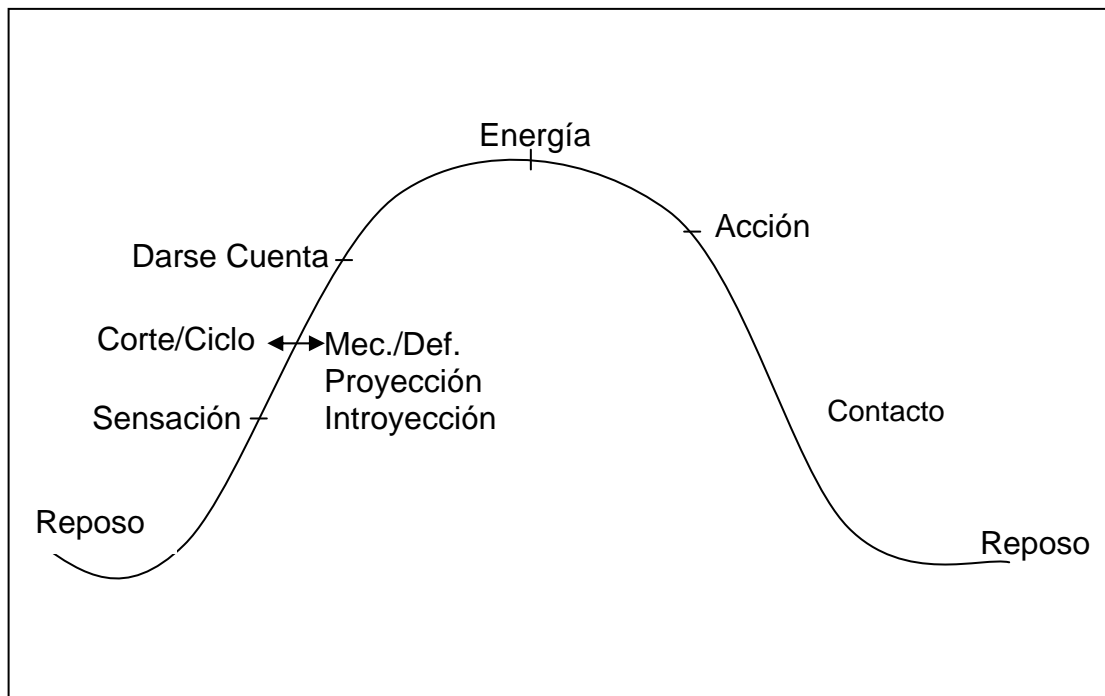 Energía
Acción
Darse Cuenta
Corte/Ciclo
Mec./Def.
Proyección
Introyección
Sensación
Contacto
Reposo
Reposo